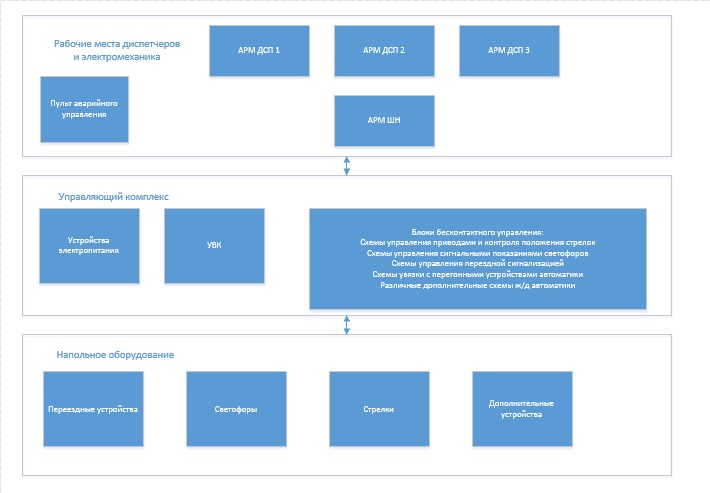 Рабочие места диспетчеров
и электромеханика
АРМ ДСП 1
АРМ ДСП 2
АРМ ДСП 3
Пульт аварийного
управления
АРМ ШН
Управляющий комплекс
Устройства
электропитания
УВК
Блоки бесконтактного управления:
Схемы управления приводами и контроля положения стрелок
Схемы управления сигнальными показаниями светофоров
Схемы управления переездной сигнализацией
Схемы увязки с перегонными устройствами автоматики
Различные дополнительные схемы ж/д автоматики
Напольное оборудование
Переездные устройства
Светофоры
Стрелки
Дополнительные
устройства